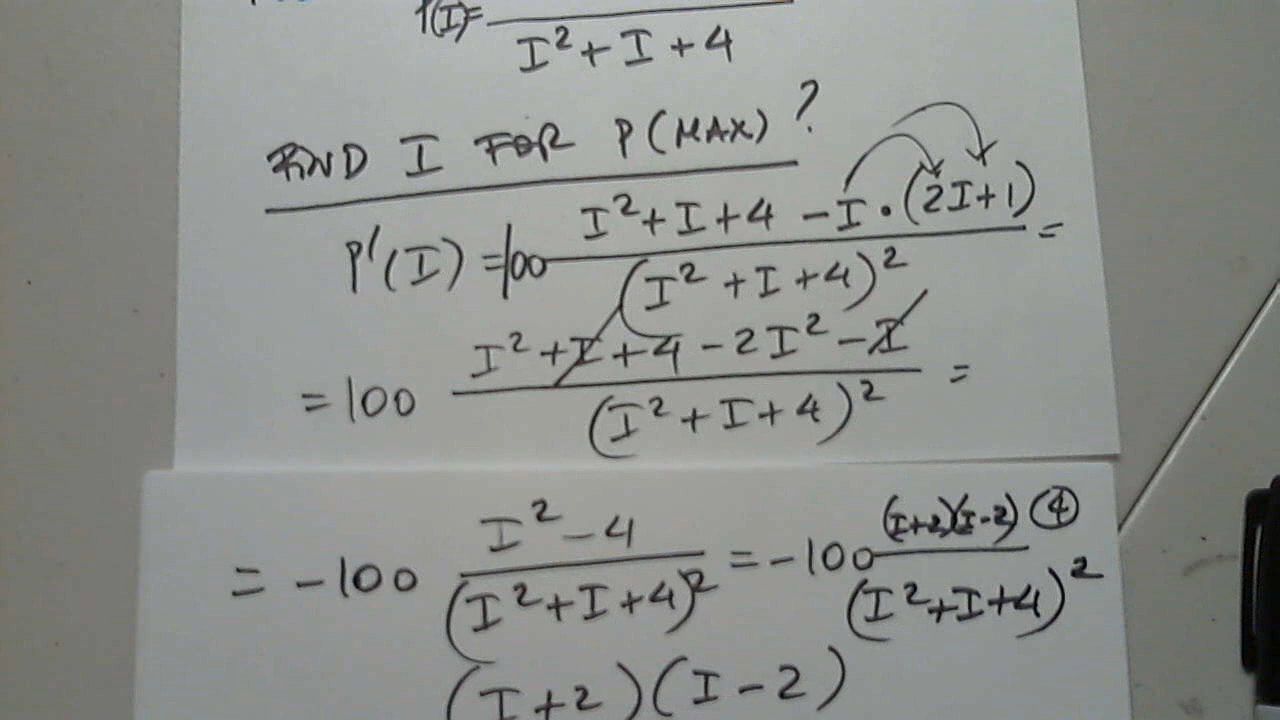 P(I)=
I²+I+4
FIND I FOR P(MAX)?
I²+I+4 -I·(2I+1)
P'(I)=100 =
(I²+I+4)²
I²+I+4-2I²-I
=100 =
(I²+I+4)²
I²-4 (I+2)(I-2) ④
= -100 = -100
(I²+I+4)² (I²+I+4)²
(I+2)(I-2)